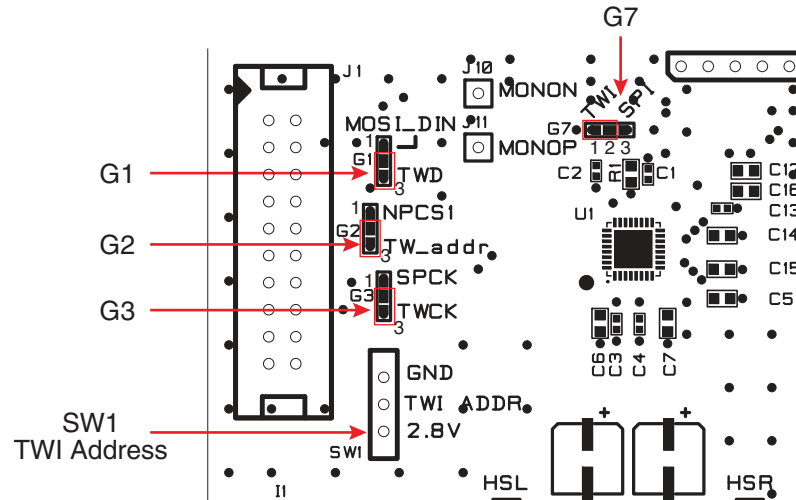 G7
J1
J10
MONON
TWI
SPI
MOSI_DIN
J11
G7
1
G1
MONOP
1 2 3
C2
R1
C1
C17
G1
TWD
3
C16
1
NPCS1
U1
C13
G2
C14
G2
TW_addr
3
1
SPCK
C15
G3
G3
TWCK
C5
3
C6
C3
C4
C7
GND
SW1
TWI Address
TWI ADDR
2.8V
SW1
+
+
I1
HSL
HSR